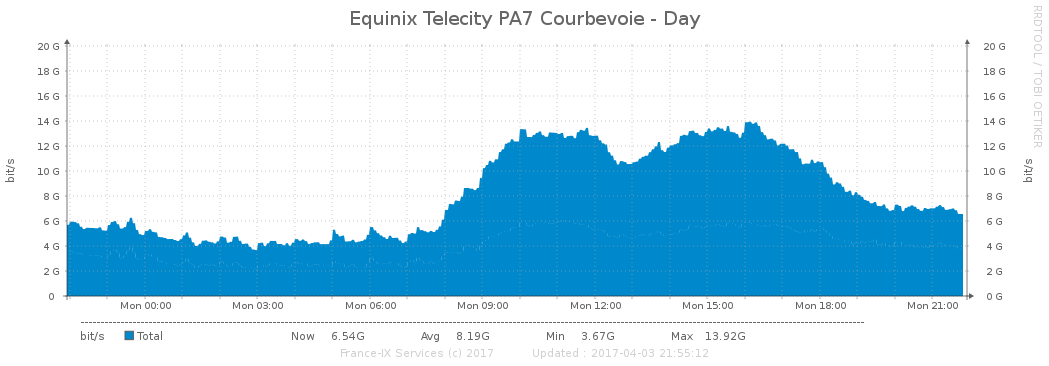 Equinix Telecity PA7 Courbevoie - Day
RRDTOOL / TOBI OETIKER
20 G 20 G
18 G 18 G
16 G 16 G
14 G 14 G
12 G 12 G
10 G 10 G
8 G 8 G
6 G 6 G
4 G 4 G
2 G 2 G
0 0 G
bit/s bit/s
Mon 00:00 Mon 03:00 Mon 06:00 Mon 09:00 Mon 12:00 Mon 15:00 Mon 18:00 Mon 21:00
bit/s Total Now 6.54G Avg 8.19G Min 3.67G Max 13.92G
France-IX Services (c) 2017 Updated : 2017-04-03 21:55:12